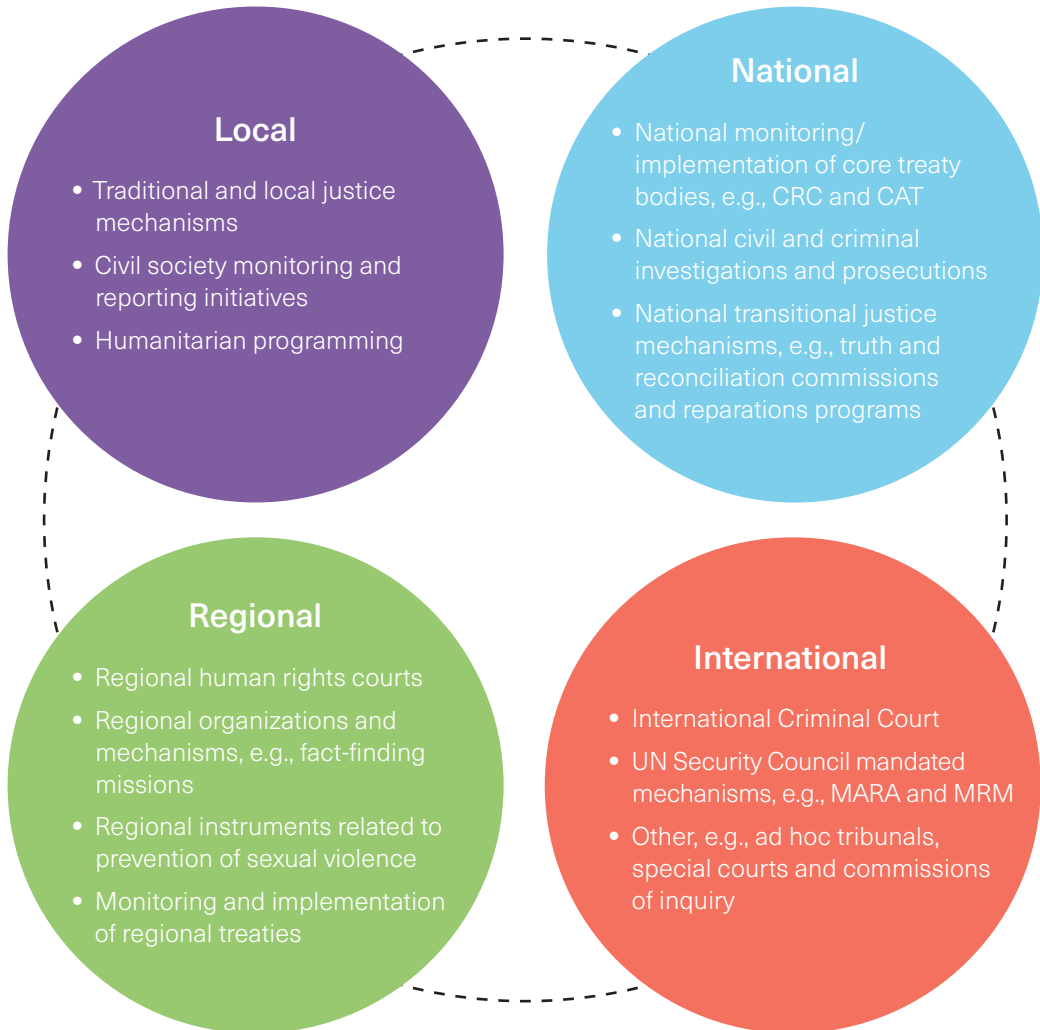 Local
• Traditional and local justice
mechanisms
• Civil society monitoring and
reporting initiatives
• Humanitarian programming
National
• National monitoring/
implementation of core treaty
bodies, e.g., CRC and CAT
• National civil and criminal
investigations and prosecutions
• National transitional justice
mechanisms, e.g., truth and
reconciliation commissions
and reparations programs
Regional
• Regional human rights courts
• Regional organizations and
mechanisms, e.g., fact-finding
missions
• Regional instruments related to
prevention of sexual violence
• Monitoring and implementation
of regional treaties
International
• International Criminal Court
• UN Security Council mandated
mechanisms, e.g., MARA and MRM
• Other, e.g., ad hoc tribunals,
special courts and commissions
of inquiry